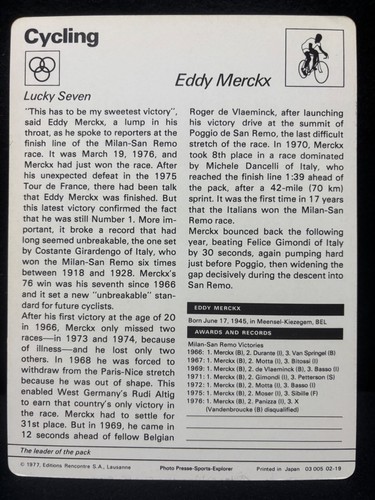 Cycling
Eddy Merckx
Lucky Seven
"This has to be my sweetest victory",
said Eddy Merckx, a lump in his
throat, as he spoke to reporters at the
finish line of the Milan-San Remo
race. It was March 19, 1976, and
Merckx had just won the race. After
his unexpected defeat in the 1975
Tour de France, there had been talk
that Eddy Merckx was finished. But
this latest victory confirmed the fact
that he was still Number 1. More im-
portant, it broke a record that had
long seemed unbreakable, the one set
by Costante Girardengo of Italy, who
won the Milan-San Remo six times
between 1918 and 1928. Merckx's
76 win was his seventh since 1966
and it set a new "unbreakable" stan-
dard for future cyclists.
After his first victory at the age of 20
in 1966, Merckx only missed two
races—in 1973 and 1974, because
of illness—and he lost only two
others. In 1968 he was forced to
withdraw from the Paris-Nice stretch
because he was out of shape. This
enabled West Germany's Rudi Altig
to earn that country's only victory in
the race. Merckx had to settle for
31st place. But in 1969, he came in
12 seconds ahead of fellow Belgian
Roger de Vlaeminck, after launching
his victory drive at the summit of
Poggio de San Remo, the last difficult
stretch of the race. In 1970, Merckx
took 8th place in a race dominated
by Michele Dancelli of Italy, who
reached the finish line 1:39 ahead of
the pack, after a 42-mile (70 km)
sprint. It was the first time in 17 years
that the Italians won the Milan-San
Remo race.
Merckx bounced back the following
year, beating Felice Gimondi of Italy
by 30 seconds, again pumping hard
just before Poggio, then widening the
gap decisively during the descent into
San Remo.
EDDY MERCKX
Born June 17, 1945, in Meensel-Kiezegem, BEL
AWARDS AND RECORDS
Milan-San Remo Victories
1966: 1. Merckx (B), 2. Durante (I), 3. Van Springel (B)
1967: 1. Merckx (B), 2. Motta (I), 3. Bitossi (I)
1969: 1. Merckx (B), 2. de Vlaeminck (B), 3. Basso (I)
1971: 1. Merckx (B), 2. Gimondi (I), 3. Petterson (S)
1972: 1. Merckx (B), 2. Motta (I), 3. Basso (I)
1975: 1. Merckx (B), 2. Moser (I), 3. Sibille (F)
1976: 1. Merckx (B), 2. Panizza (I), 3. X
(Vandenbroucke (B) disqualified)
The leader of the pack
© 1977, Editions Rencontre S.A., Lausanne
Photo Presse-Sports-Explorer
Printed in Japan 03 005 02-19